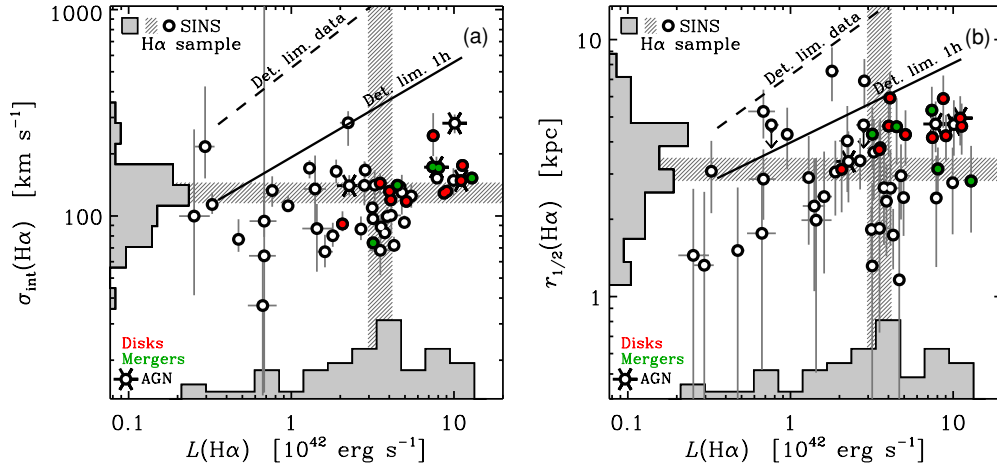 SINS
Hα sample
(a)
Det. lim. data
Det. lim. 1h
1000
100
σint(Hα) [km s⁻¹]
Disks
Mergers
AGN
0.1
1
10
L(Hα) [10⁴² erg s⁻¹]
SINS
Hα sample
(b)
Det. lim. data
Det. lim. 1h
10
1
r1/2(Hα) [kpc]
Disks
Mergers
AGN
0.1
1
10
L(Hα) [10⁴² erg s⁻¹]